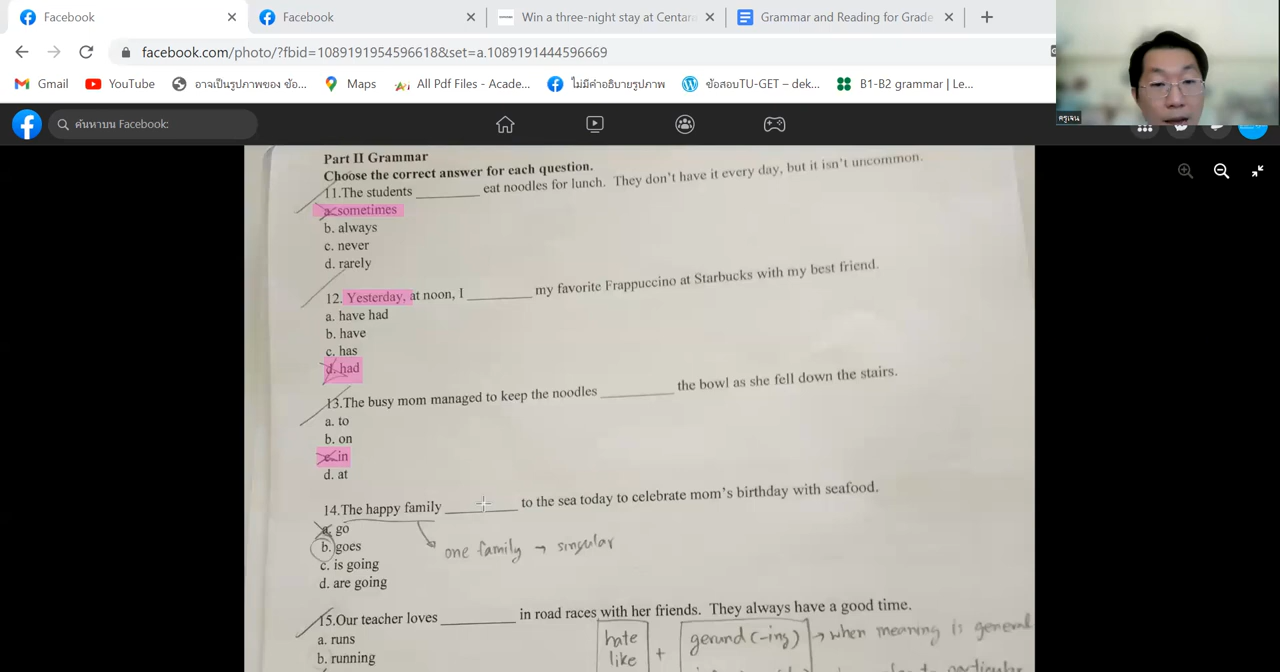 Facebook
Facebook
Win a three-night stay at Centara
Grammar and Reading for Grade
facebook.com/photo/?fbid=1089191954596618&set=a.1089191444596669
Gmail
YouTube
อาจเป็นรูปภาพของ ข้อ...
Maps
All Pdf Files - Acade...
ไม่มีคำอธิบายรูปภาพ
ข้อสอบTU-GET – dek...
B1-B2 grammar | Le...
ครูเจน
ค้นหาบน Facebook:
Part II Grammar
Choose the correct answer for each question.
11.The students ________ eat noodles for lunch. They don't have it every day, but it isn't uncommon.
a. sometimes
b. always
c. never
d. rarely
12. Yesterday, at noon, I ________ my favorite Frappuccino at Starbucks with my best friend.
a. have had
b. have
c. has
d. had
13.The busy mom managed to keep the noodles ________ the bowl as she fell down the stairs.
a. to
b. on
c. in
d. at
14.The happy family ________ to the sea today to celebrate mom's birthday with seafood.
a. go
b. goes
c. is going
d. are going
one family → singular
15.Our teacher loves ________ in road races with her friends. They always have a good time.
a. runs
b. running
hate
like
+
gerund (-ing) → when meaning is general